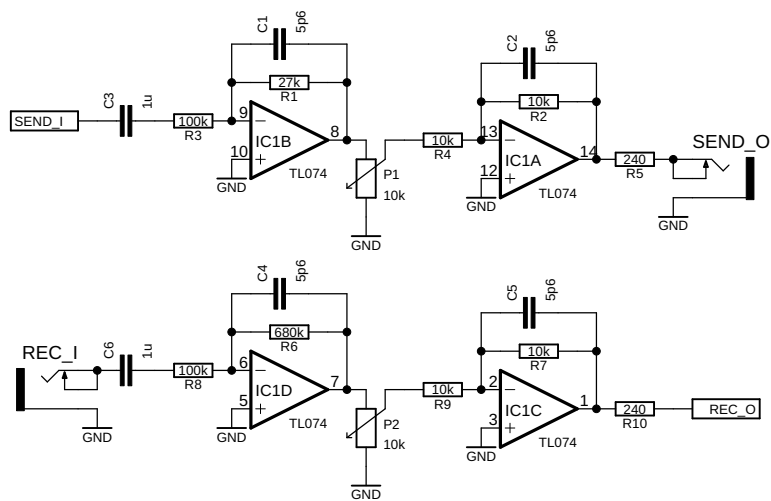 C1
5p6
27k
R1
C3
1u
SEND_I
100k
R3
9
8
10
IC1B
TL074
GND
P1
10k
GND
C2
5p6
10k
R2
10k
R4
13
14
12
IC1A
TL074
GND
240
R5
SEND_O
GND
C4
5p6
680k
R6
REC_I
C6
1u
GND
100k
R8
6
7
5
IC1D
TL074
GND
P2
10k
GND
C5
5p6
10k
R7
10k
R9
2
1
3
IC1C
TL074
GND
240
R10
REC_O